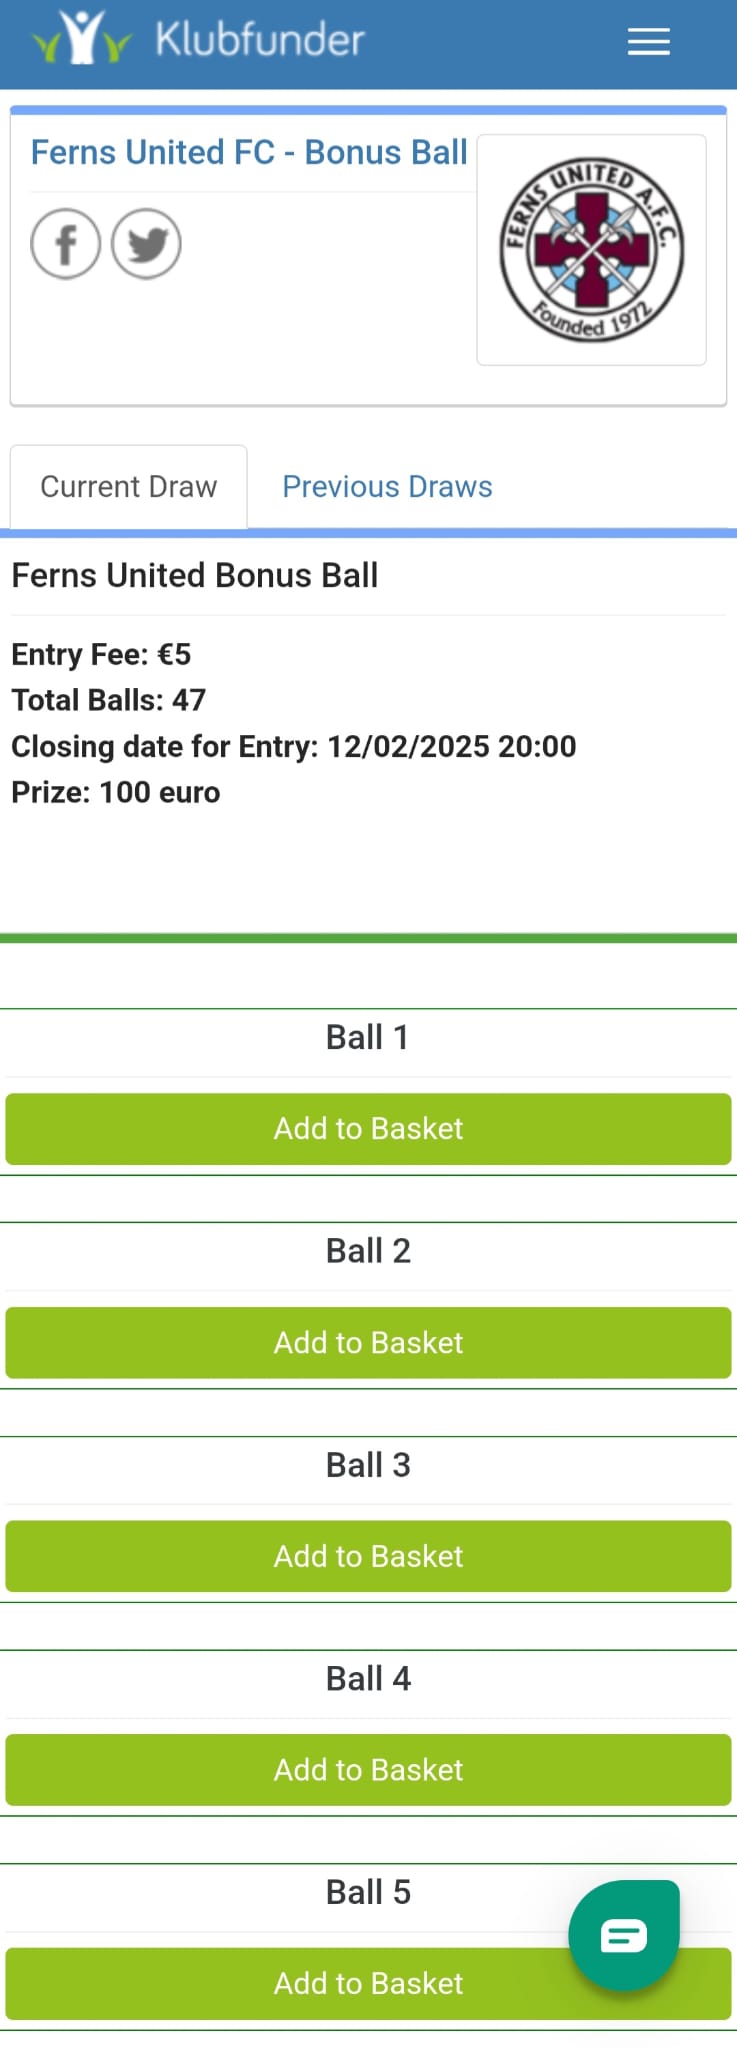 Klubfunder
Ferns United FC - Bonus Ball
FERNS UNITED A.F.C.
Founded 1972
Current Draw
Previous Draws
Ferns United Bonus Ball
Entry Fee: €5
Total Balls: 47
Closing date for Entry: 12/02/2025 20:00
Prize: 100 euro
Ball 1
Add to Basket
Ball 2
Add to Basket
Ball 3
Add to Basket
Ball 4
Add to Basket
Ball 5
Add to Basket